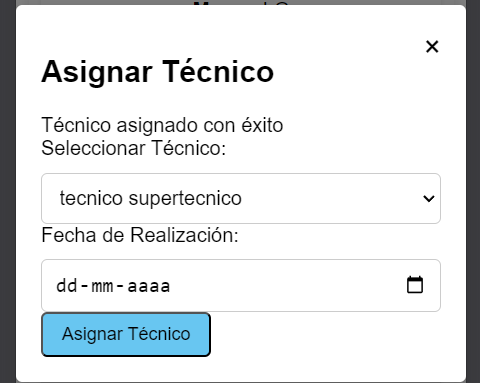 ×
Asignar Técnico
Técnico asignado con éxito
Seleccionar Técnico:
tecnico supertecnico
Fecha de Realización:
dd-mm-aaaa
Asignar Técnico